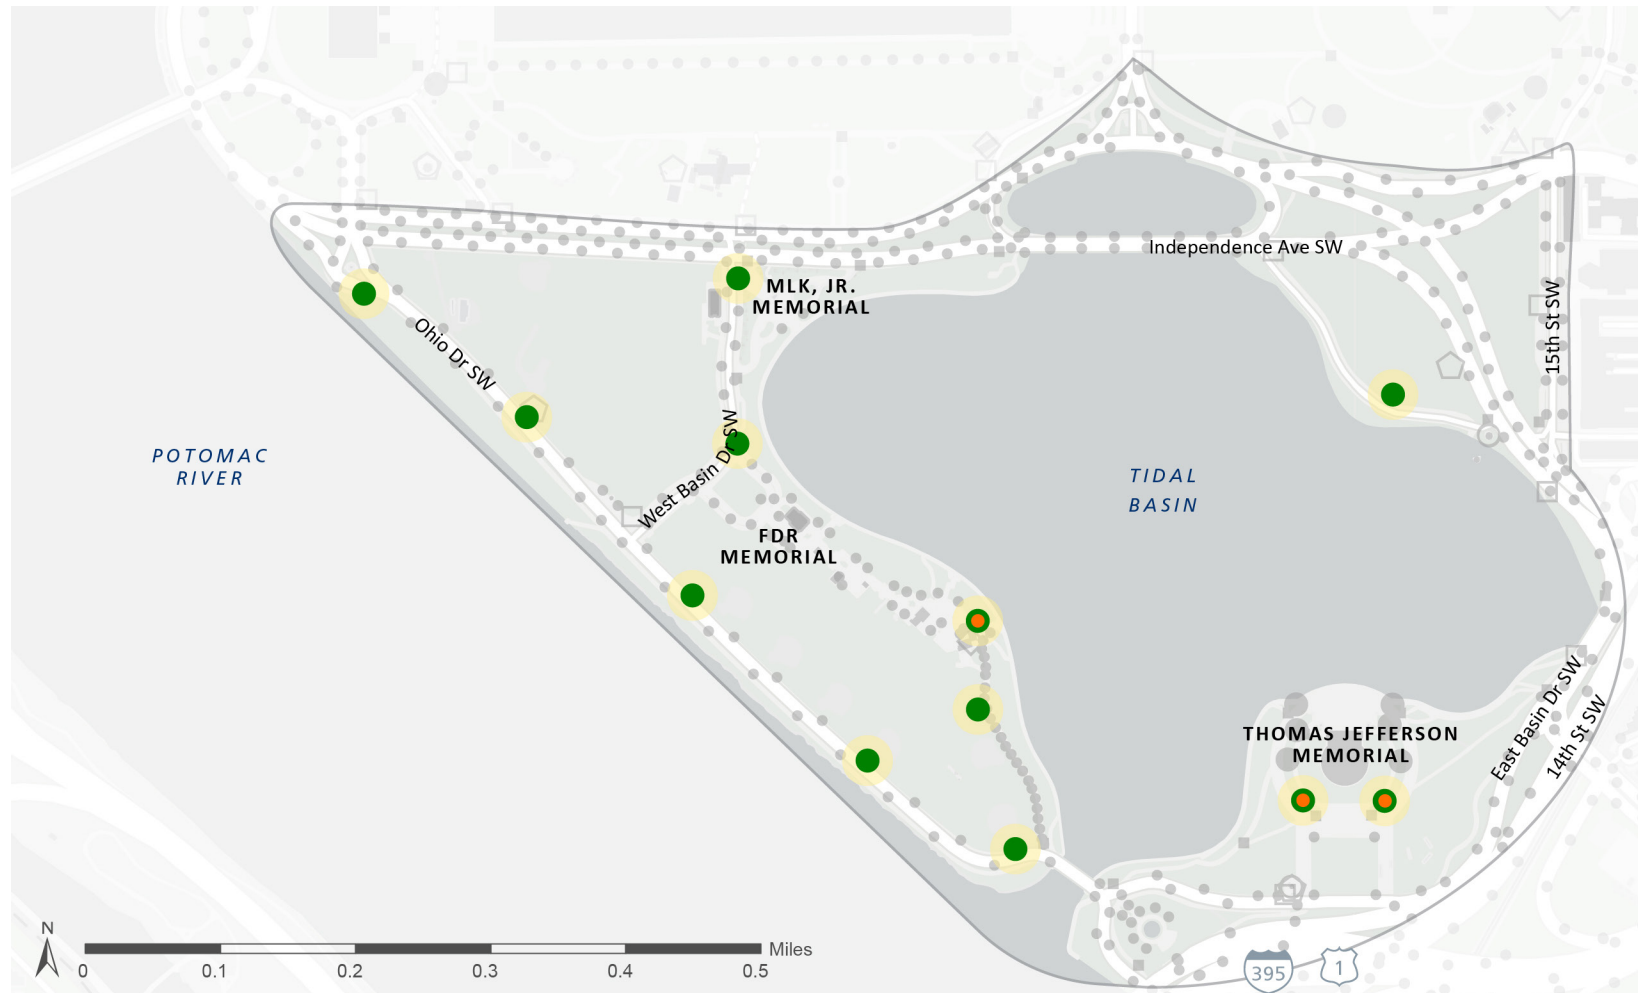 Independence Ave SW
MLK, JR.
MEMORIAL
15th St SW
Ohio Dr SW
West Basin Dr SW
POTOMAC
RIVER
TIDAL
BASIN
FDR
MEMORIAL
THOMAS JEFFERSON
MEMORIAL
East Basin Dr SW
14th St SW
N
Miles
0 0.1 0.2 0.3 0.4 0.5
395
1